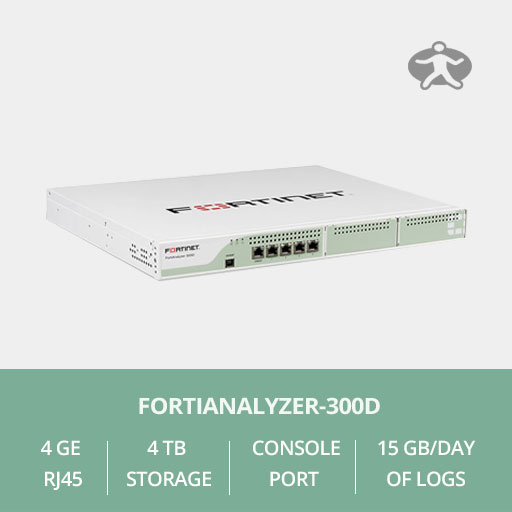 FORTINET
FORTINET
FORTIANALYZER-300D
4 GE
RJ45
4 TB
STORAGE
CONSOLE
PORT
15 GB/DAY
OF LOGS